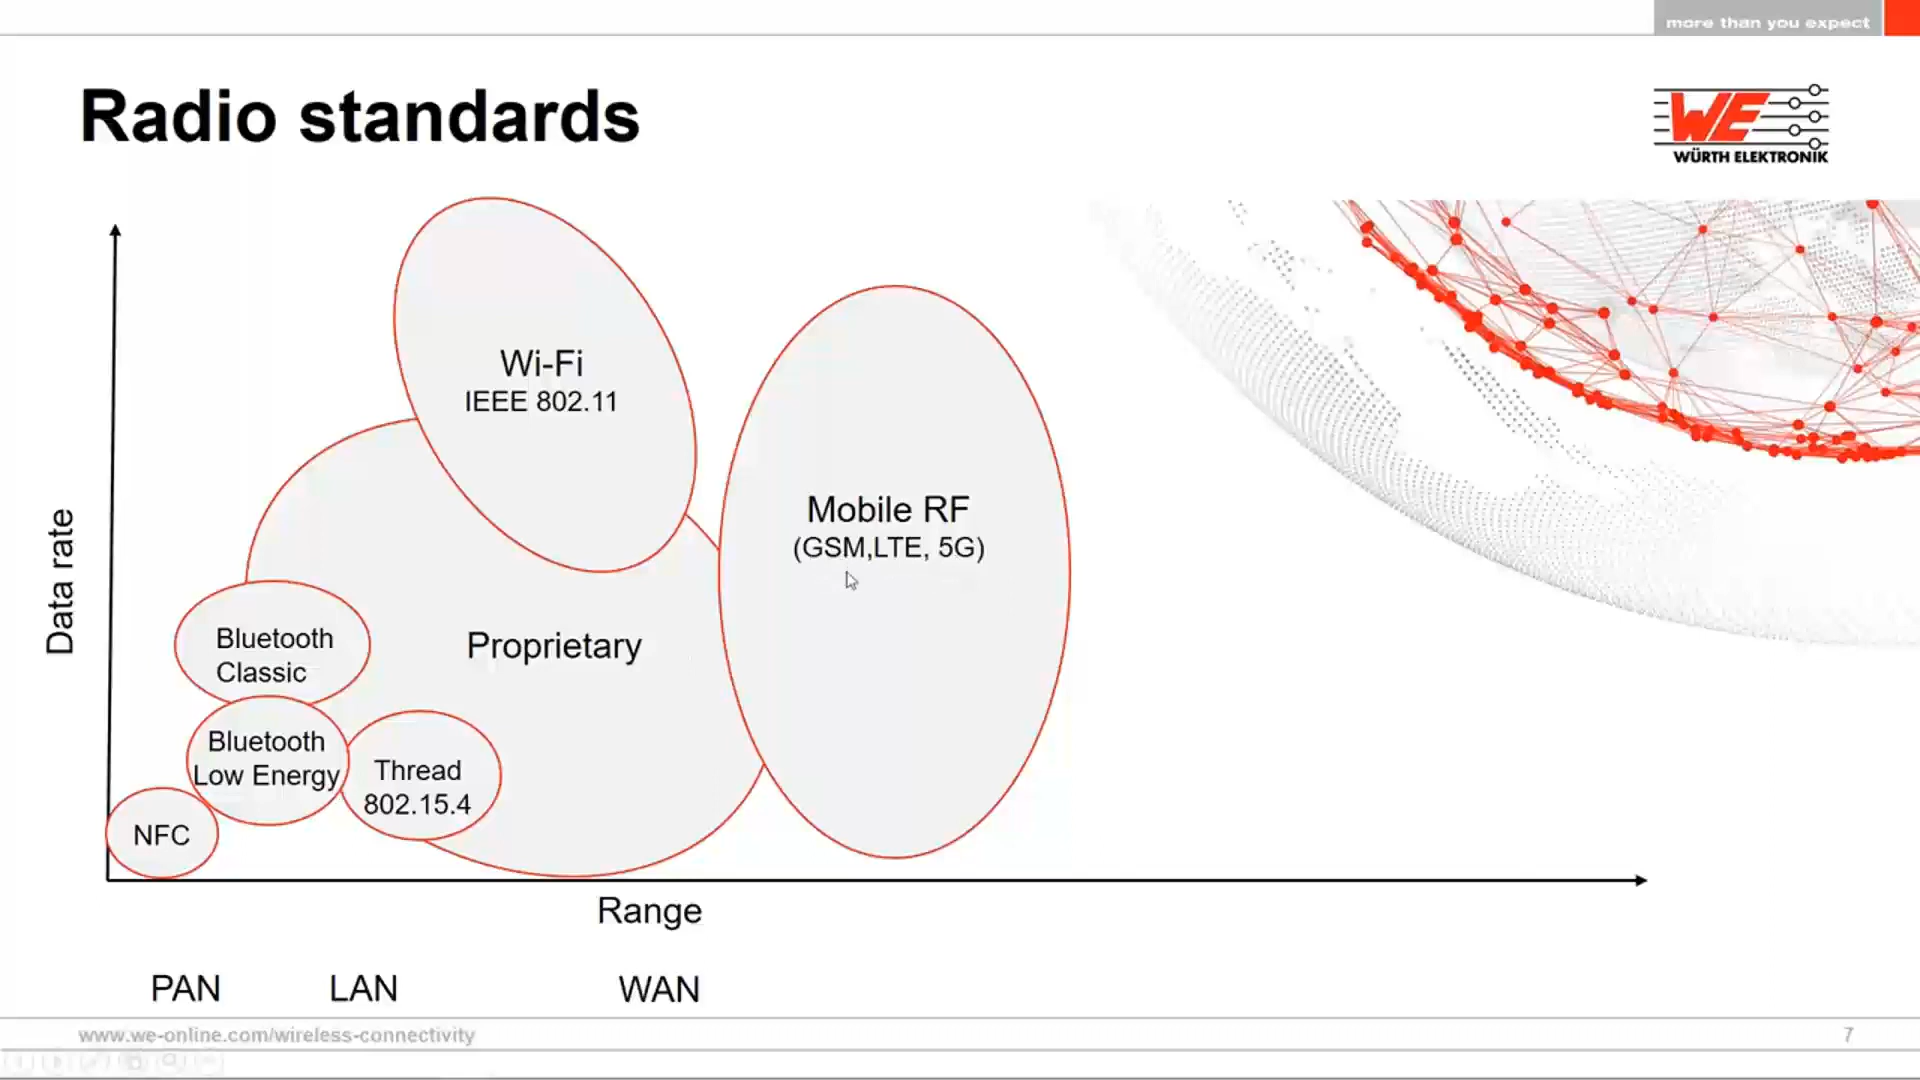 more than you expect
Radio standards
WE
WÜRTH ELEKTRONIK
Wi-Fi
IEEE 802.11
Mobile RF
(GSM,LTE, 5G)
Data rate
Bluetooth
Classic
Proprietary
Bluetooth
Low Energy
Thread
802.15.4
NFC
Range
PAN
LAN
WAN
www.we-online.com/wireless-connectivity
7